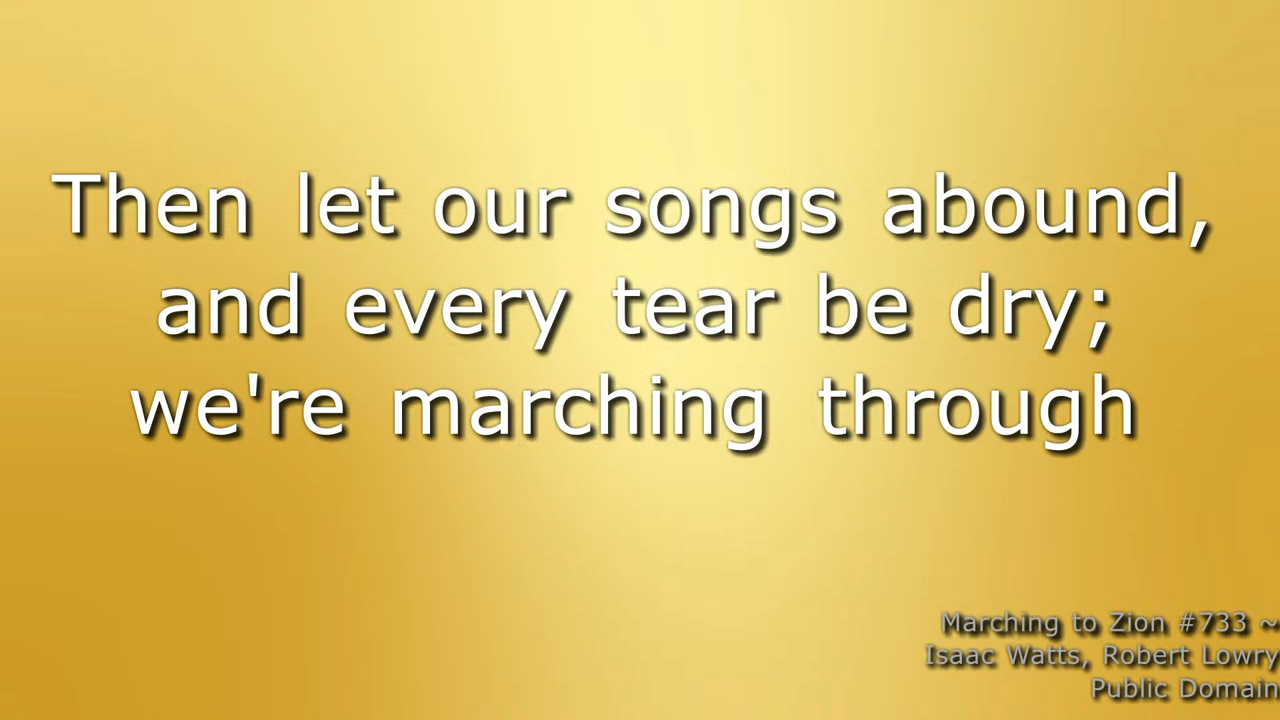 Then let our songs abound,
and every tear be dry;
we're marching through
Marching to Zion #733 ~
Isaac Watts, Robert Lowry
Public Domain